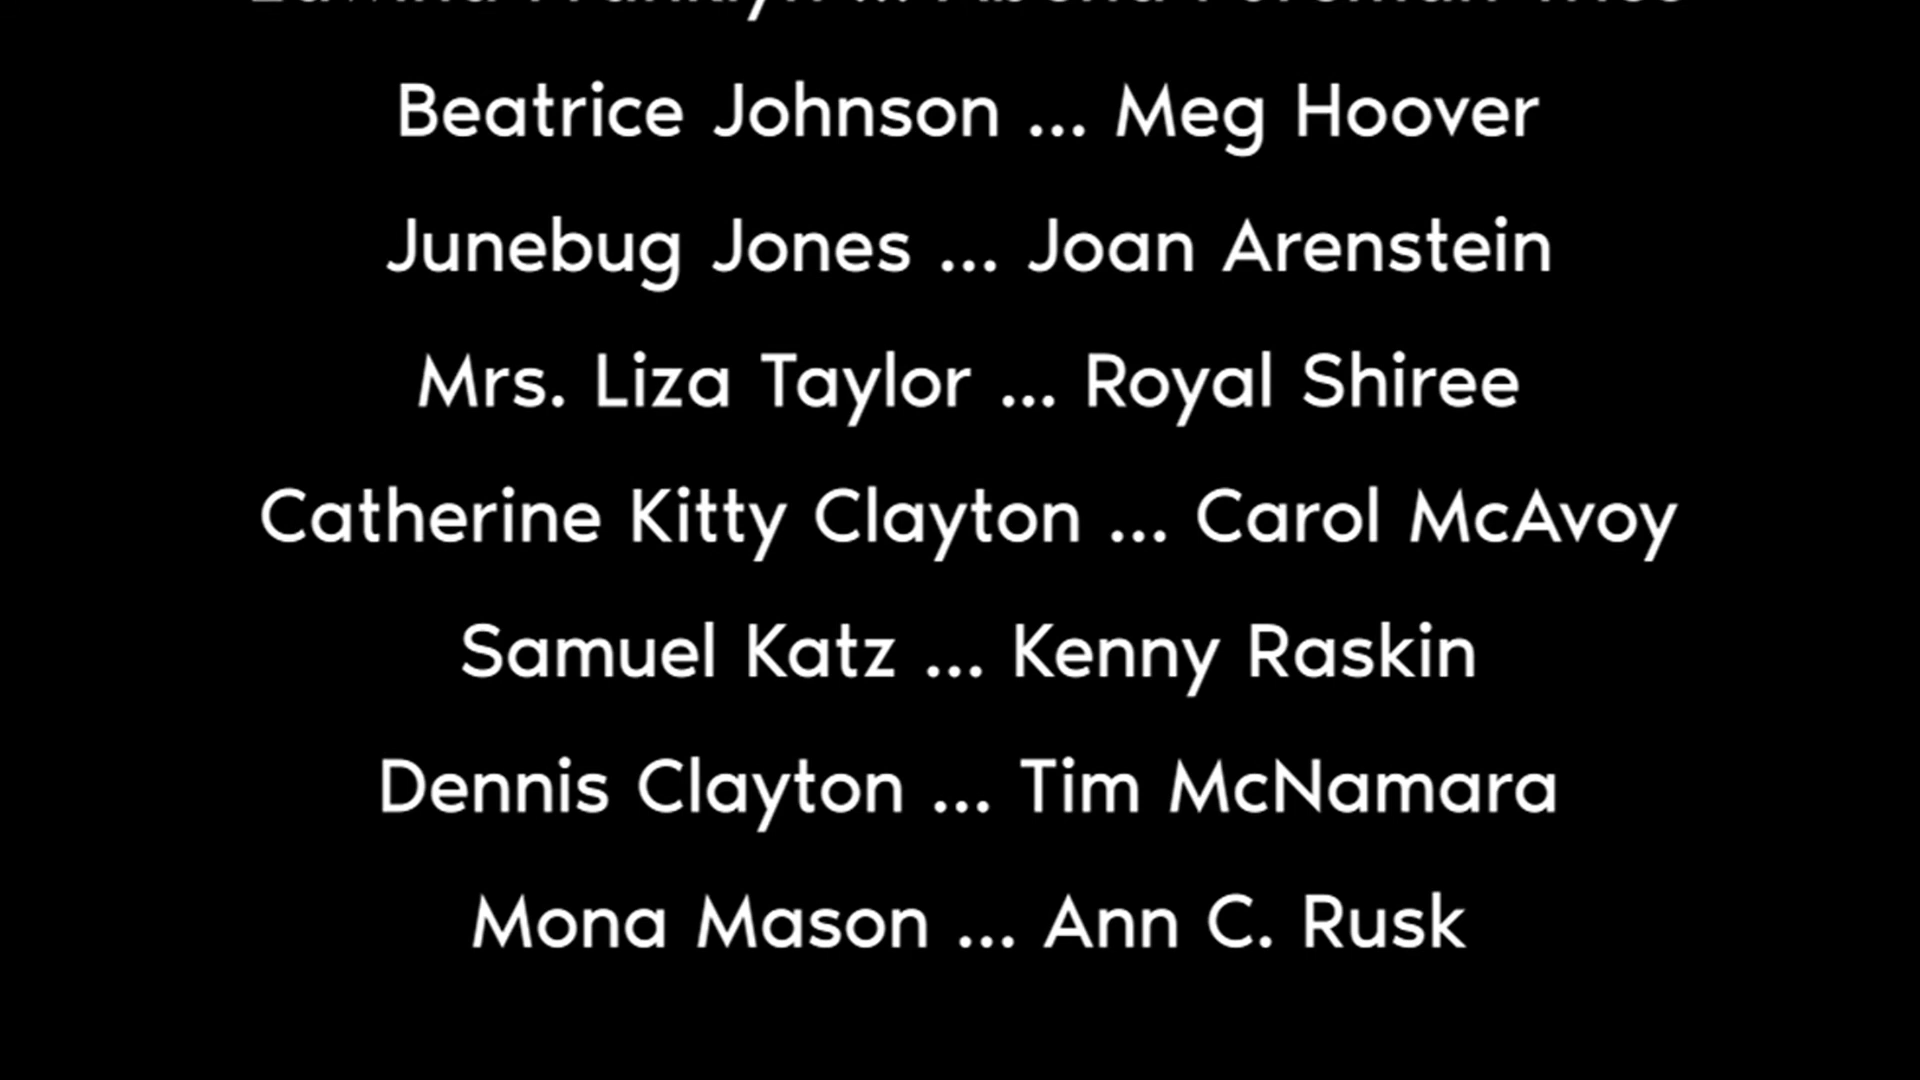 Beatrice Johnson ... Meg Hoover
Junebug Jones ... Joan Arenstein
Mrs. Liza Taylor ... Royal Shiree
Catherine Kitty Clayton ... Carol McAvoy
Samuel Katz ... Kenny Raskin
Dennis Clayton ... Tim McNamara
Mona Mason ... Ann C. Rusk